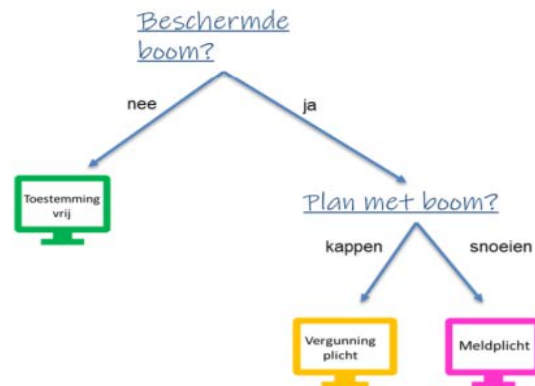 Beschermde
boom?
nee
ja
Toestemming
vrij
Plan met boom?
kappen
snoeien
Vergunning
plicht
Meldplicht